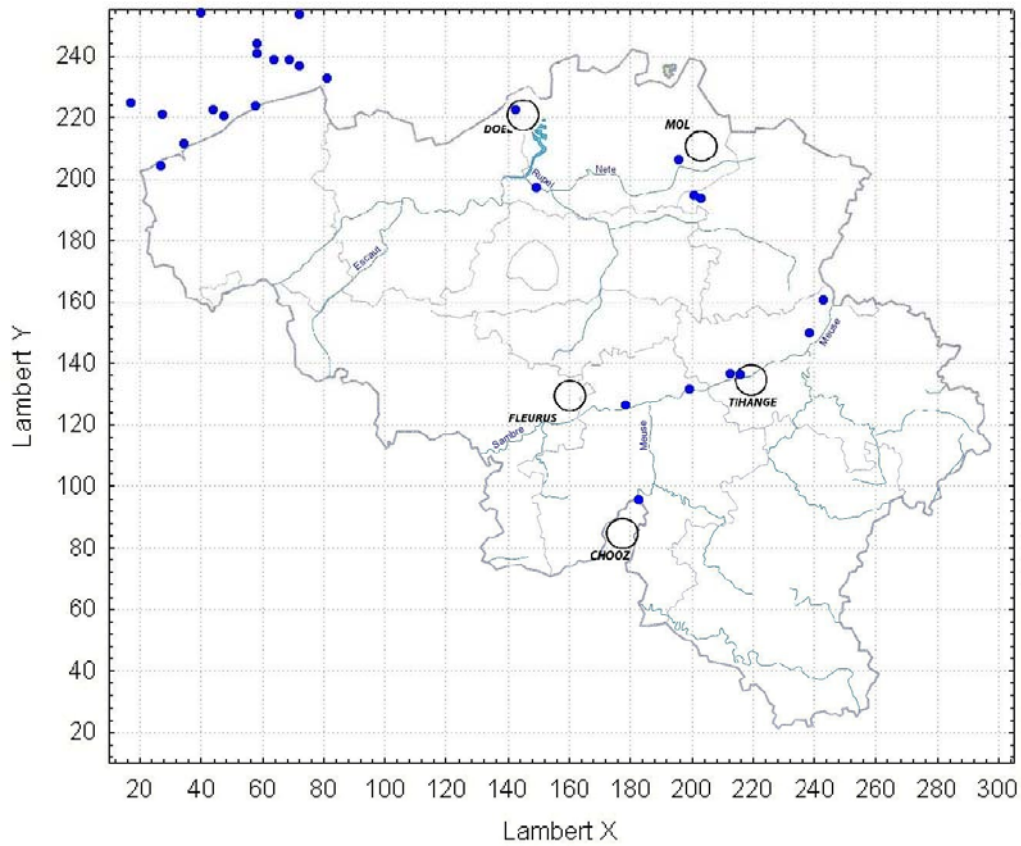 240
220
200
180
160
140
120
100
80
60
40
20
Lambert Y
DOEL
MOL
Rupel
Nete
Escaut
Meuse
FLEURUS
TIHANGE
Sambre
Meuse
CHOOZ
20 40 60 80 100 120 140 160 180 200 220 240 260 280 300
Lambert X